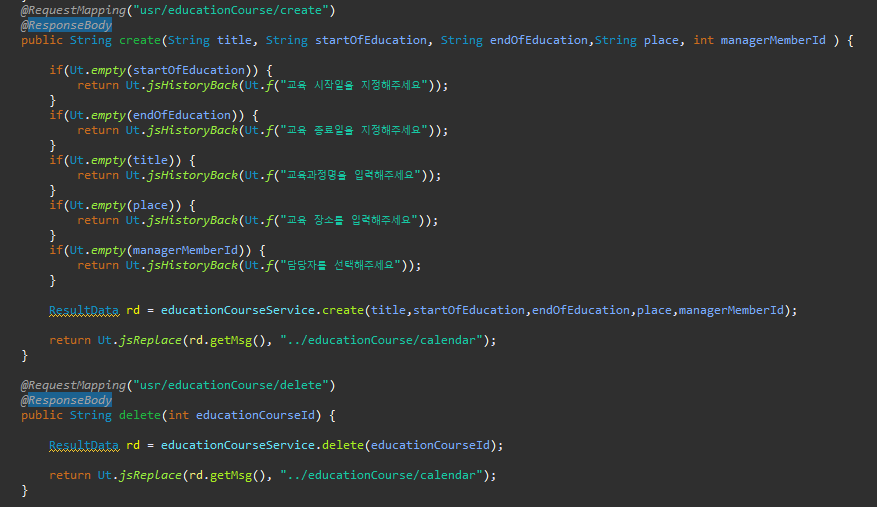 @RequestMapping("usr/educationCourse/create")
@ResponseBody
public String create(String title, String startOfEducation, String endOfEducation,String place, int managerMemberId ) {
if(Ut.empty(startOfEducation)) {
return Ut.jsHistoryBack(Ut.f("교육 시작일을 지정해주세요"));
}
if(Ut.empty(endOfEducation)) {
return Ut.jsHistoryBack(Ut.f("교육 종료일을 지정해주세요"));
}
if(Ut.empty(title)) {
return Ut.jsHistoryBack(Ut.f("교육과정명을 입력해주세요"));
}
if(Ut.empty(place)) {
return Ut.jsHistoryBack(Ut.f("교육 장소를 입력해주세요"));
}
if(Ut.empty(managerMemberId)) {
return Ut.jsHistoryBack(Ut.f("담당자를 선택해주세요"));
}
ResultData rd = educationCourseService.create(title,startOfEducation,endOfEducation,place,managerMemberId);
return Ut.jsReplace(rd.getMsg(), "../educationCourse/calendar");
}
@RequestMapping("usr/educationCourse/delete")
@ResponseBody
public String delete(int educationCourseId) {
ResultData rd = educationCourseService.delete(educationCourseId);
return Ut.jsReplace(rd.getMsg(), "../educationCourse/calendar");
}